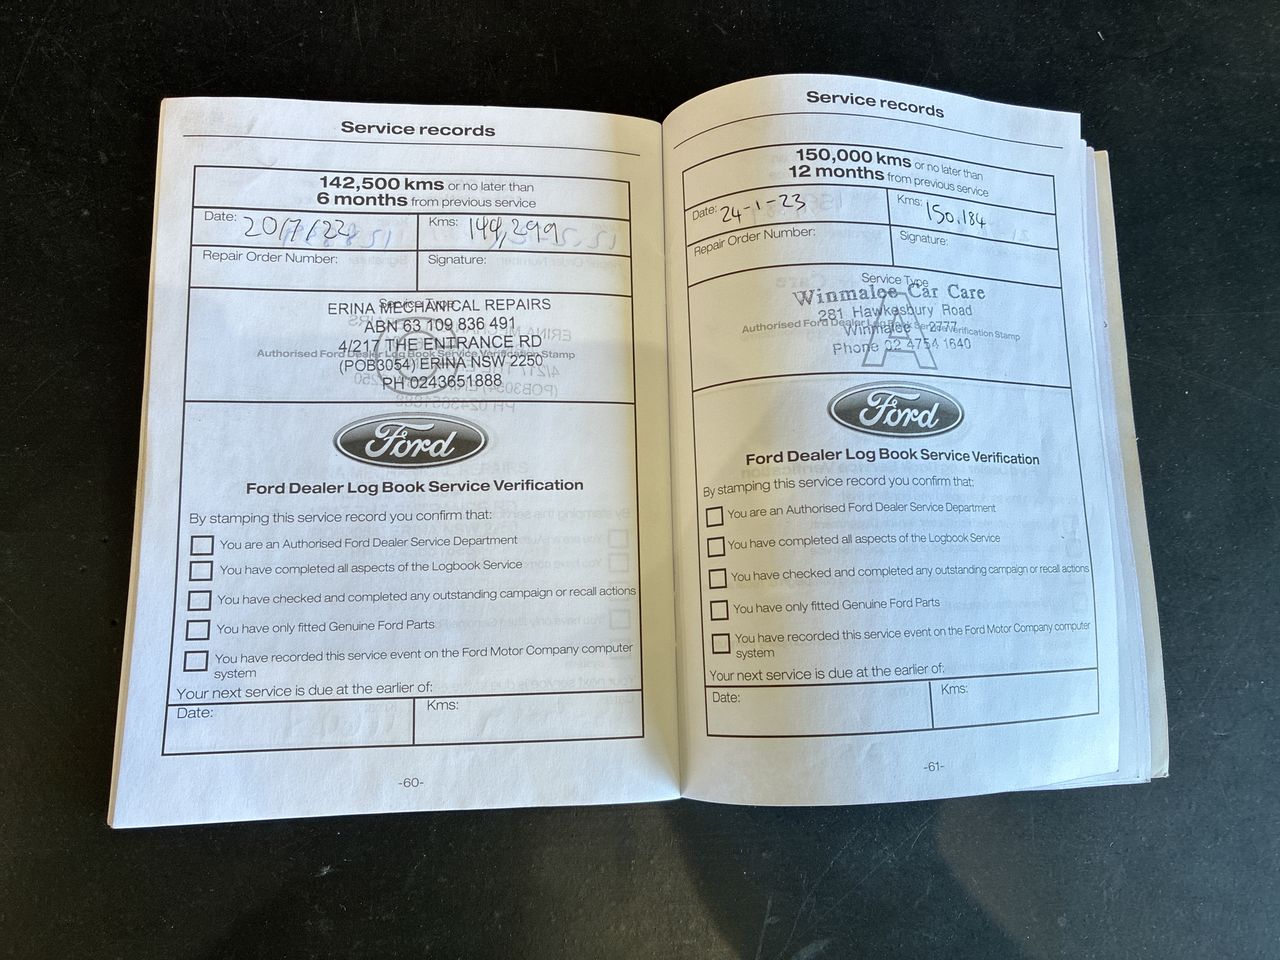 Service records
142,500 kms or no later than
6 months from previous service
Date: 20/7/22 Kms: 144,299
Repair Order Number: Signature:
Service Type
ERINA MECHANICAL REPAIRS
ABN 63 109 836 491
4/217 THE ENTRANCE RD
Authorised Ford Dealer Log Book Service Verification Stamp
(POB3054) ERINA NSW 2250
PH 0243651888
Ford
Ford Dealer Log Book Service Verification
By stamping this service record you confirm that:
You are an Authorised Ford Dealer Service Department
You have completed all aspects of the Logbook Service
You have checked and completed any outstanding campaign or recall actions
You have only fitted Genuine Ford Parts
You have recorded this service event on the Ford Motor Company computer
system
Your next service is due at the earlier of:
Date: Kms:
-60-
Service records
150,000 kms or no later than
12 months from previous service
Date: 24-1-23 Kms: 150,184
Repair Order Number: Signature:
Service Type
Winmalee Car Care
281 Hawkesbury Road
Authorised Ford Dealer Log Book Service Verification Stamp
Winmalee 2777
Phone 02 4754 1640
A
Ford
Ford Dealer Log Book Service Verification
By stamping this service record you confirm that:
You are an Authorised Ford Dealer Service Department
You have completed all aspects of the Logbook Service
You have checked and completed any outstanding campaign or recall actions
You have only fitted Genuine Ford Parts
You have recorded this service event on the Ford Motor Company computer
system
Your next service is due at the earlier of:
Date: Kms:
-61-